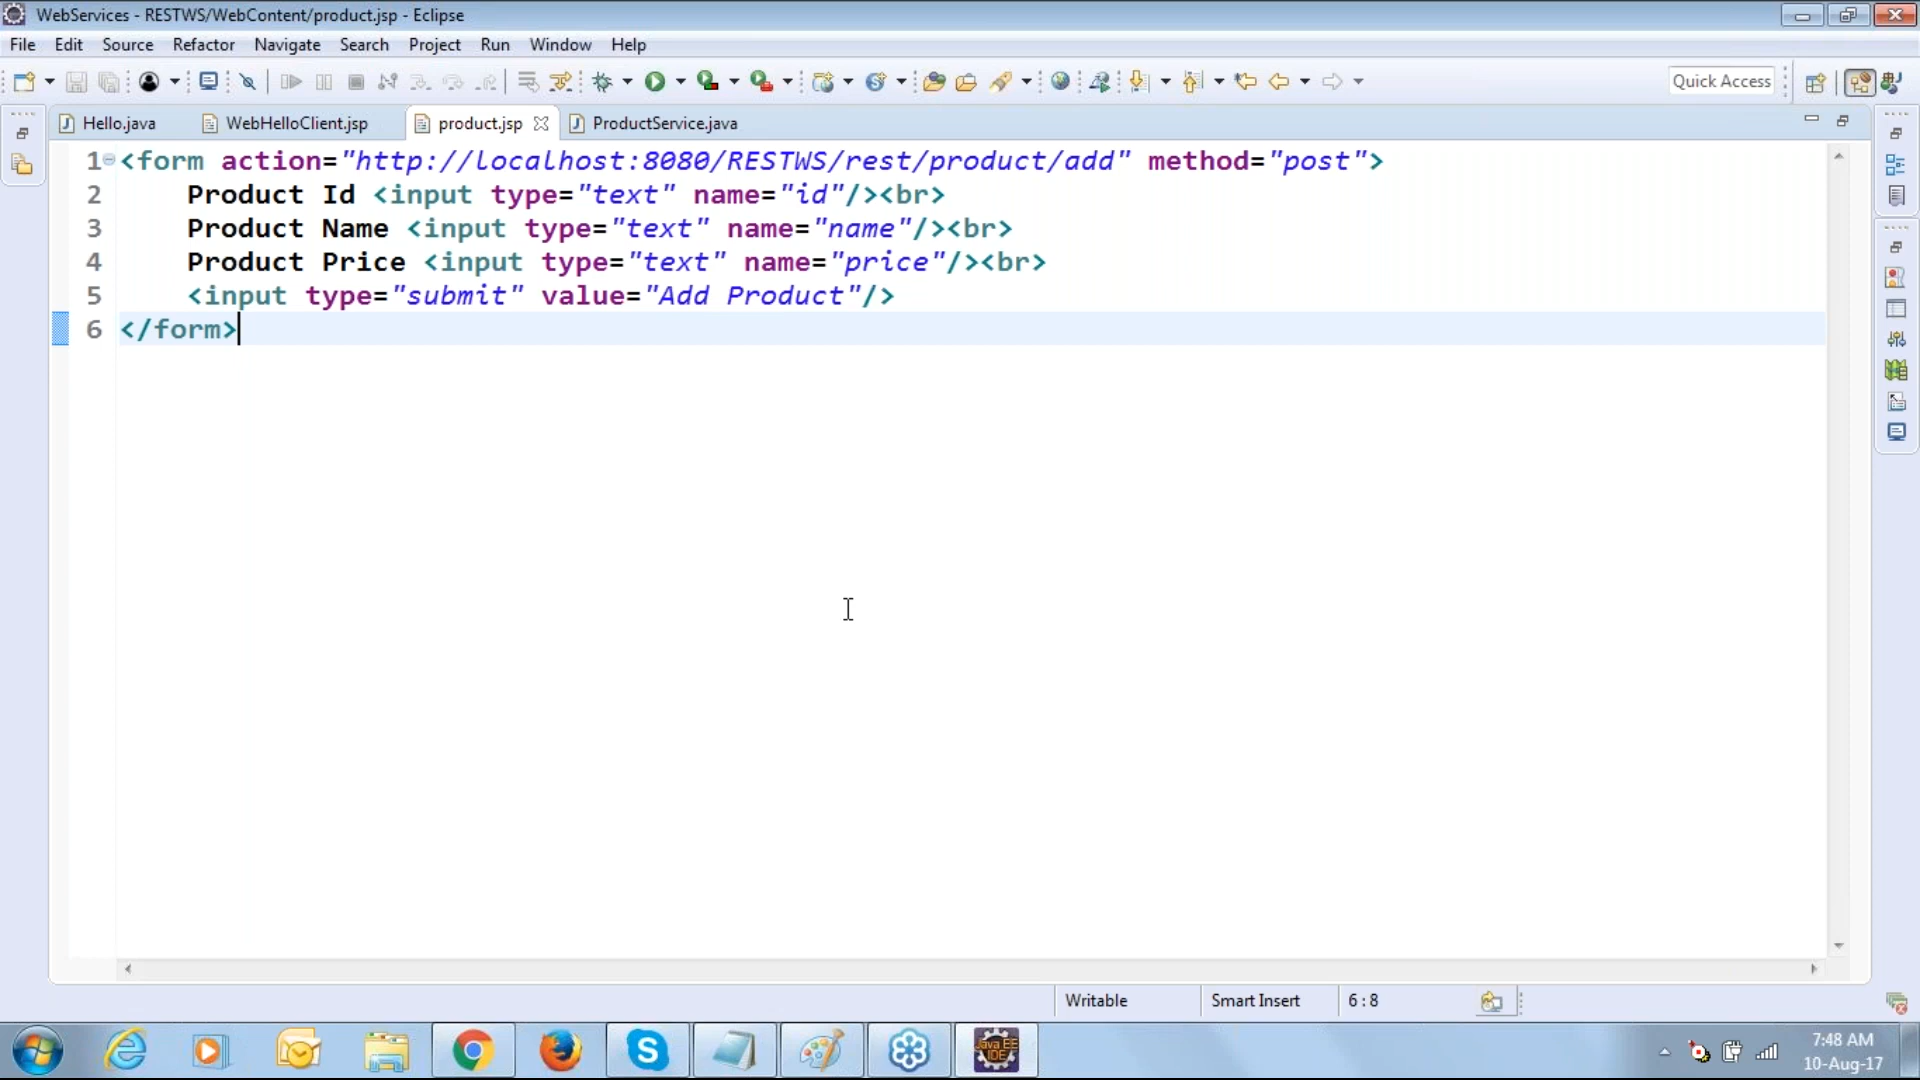 WebServices - RESTWS/WebContent/product.jsp - Eclipse
File Edit Source Refactor Navigate Search Project Run Window Help
Quick Access
Hello.java WebHelloClient.jsp product.jsp ProductService.java
1 <form action="http://localhost:8080/RESTWS/rest/product/add" method="post">
2 Product Id <input type="text" name="id"/><br>
3 Product Name <input type="text" name="name"/><br>
4 Product Price <input type="text" name="price"/><br>
5 <input type="submit" value="Add Product"/>
6 </form>
Writable Smart Insert 6 : 8
Java EE
IDE
7:48 AM
10-Aug-17